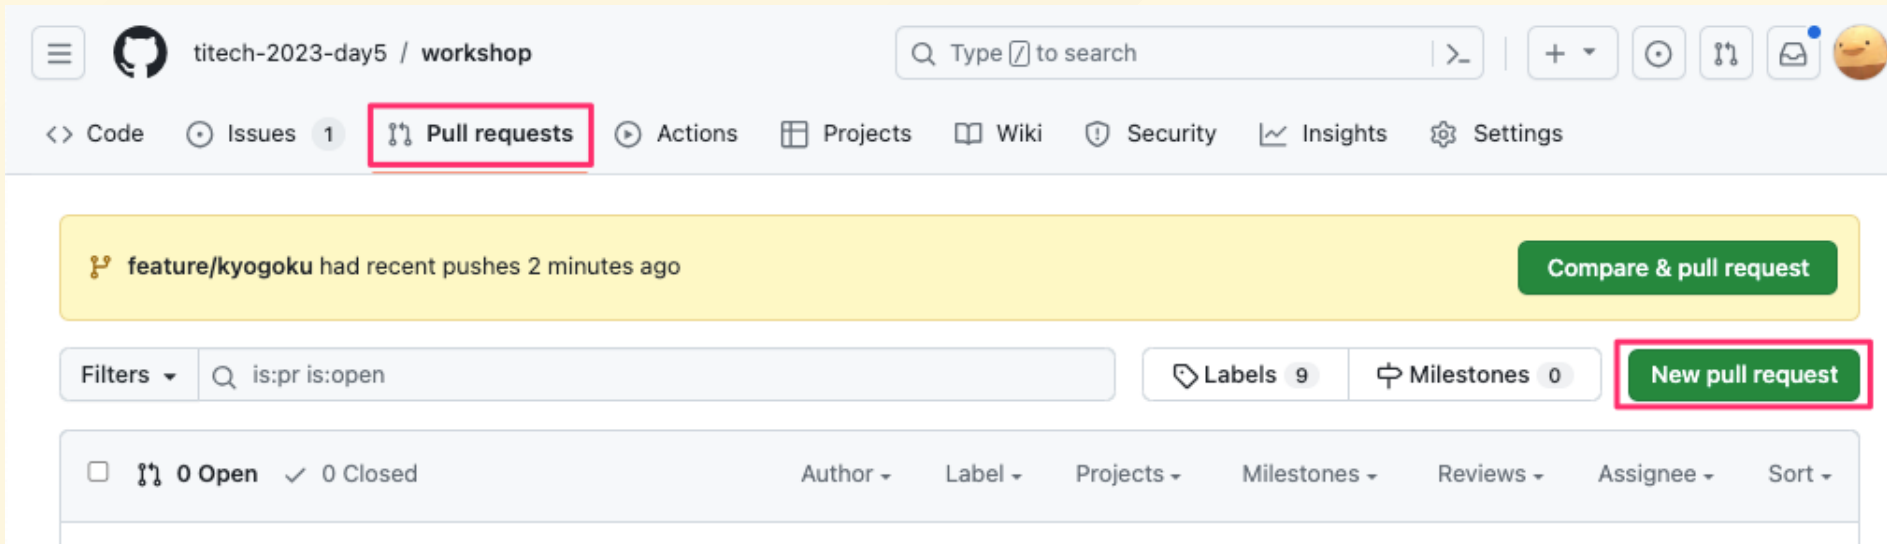 titech-2023-day5 / workshop
Type / to search
Code Issues 1 Pull requests Actions Projects Wiki Security Insights Settings
feature/kyogoku had recent pushes 2 minutes ago
Compare & pull request
Filters is:pr is:open Labels 9 Milestones 0 New pull request
0 Open 0 Closed Author Label Projects Milestones Reviews Assignee Sort